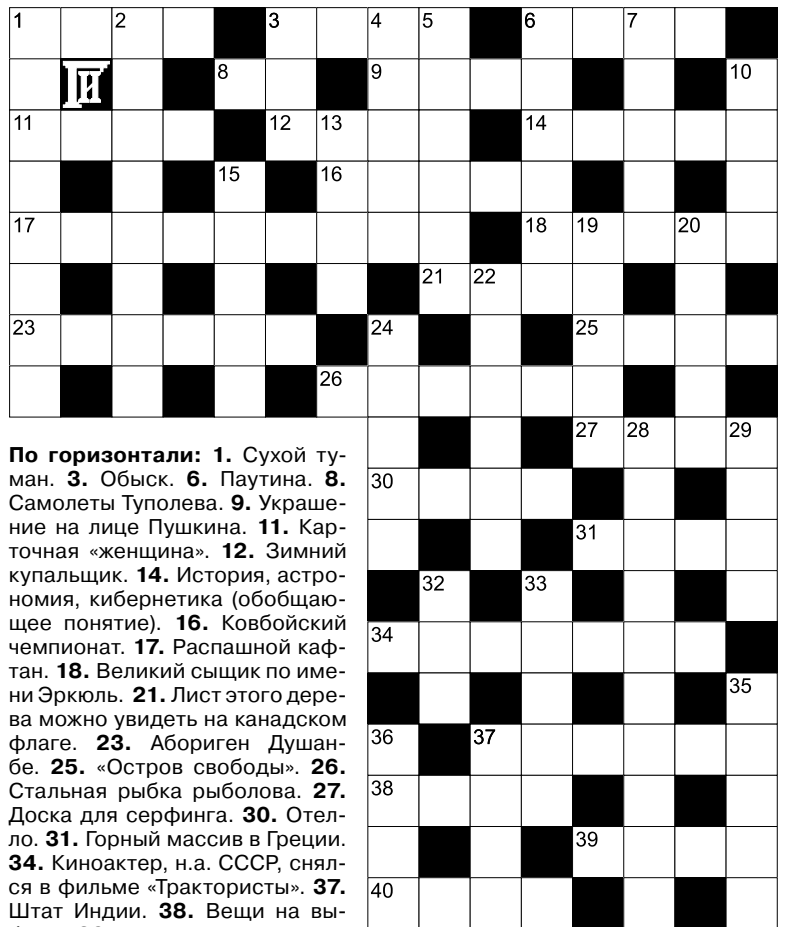 1 2 3 4 5 6 7
8 9 10
11 12 13 14
15 16
17 18 19 20
21 22
23 24 25
26
27 28 29
30
31
32 33
34
35
36 37
38
39
40
По горизонтали: 1. Сухой ту-
ман. 3. Обыск. 6. Паутина. 8.
Самолеты Туполева. 9. Украше-
ние на лице Пушкина. 11. Кар-
точная «женщина». 12. Зимний
купальщик. 14. История, астро-
номия, кибернетика (обобщаю-
щее понятие). 16. Ковбойский
чемпионат. 17. Распашной каф-
тан. 18. Великий сыщик по име-
ни Эркюль. 21. Лист этого дере-
ва можно увидеть на канадском
флаге. 23. Абориген Душан-
бе. 25. «Остров свободы». 26.
Стальная рыбка рыболова. 27.
Доска для серфинга. 30. Отел-
ло. 31. Горный массив в Греции.
34. Киноактер, н.а. СССР, снял-
ся в фильме «Трактористы». 37.
Штат Индии. 38. Вещи на вы-